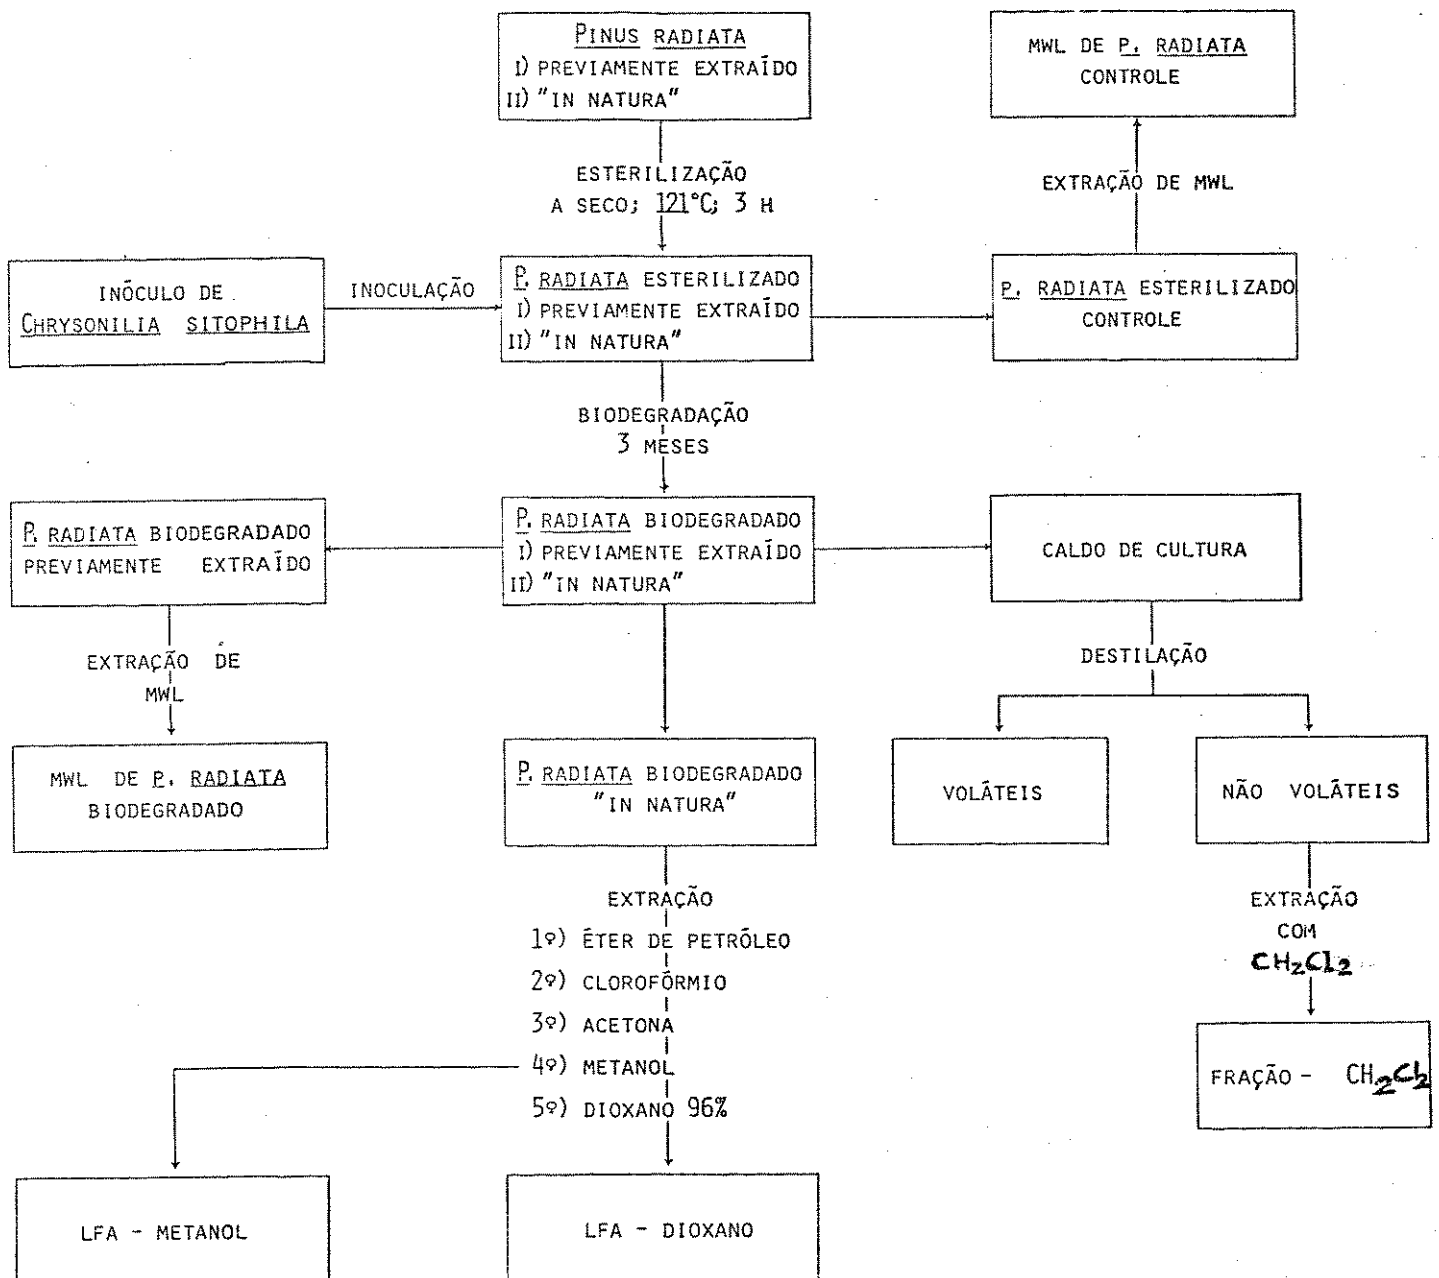 PINUS RADIATA
I) PREVIAMENTE EXTRAÍDO
II) "IN NATURA"
MWL DE P. RADIATA
CONTROLE
ESTERILIZAÇÃO
A SECO; 121°C; 3 H
EXTRAÇÃO DE MWL
INÓCULO DE
CHRYSONILIA SITOPHILA
INOCULAÇÃO
P. RADIATA ESTERILIZADO
I) PREVIAMENTE EXTRAÍDO
II) "IN NATURA"
P. RADIATA ESTERILIZADO
CONTROLE
BIODEGRADAÇÃO
3 MESES
P. RADIATA BIODEGRADADO
PREVIAMENTE EXTRAÍDO
P. RADIATA BIODEGRADADO
I) PREVIAMENTE EXTRAÍDO
II) "IN NATURA"
CALDO DE CULTURA
EXTRAÇÃO DE
MWL
DESTILAÇÃO
MWL DE P. RADIATA
BIODEGRADADO
P. RADIATA BIODEGRADADO
"IN NATURA"
VOLÁTEIS
NÃO VOLÁTEIS
EXTRAÇÃO
1º) ÉTER DE PETRÓLEO
2º) CLOROFÓRMIO
3º) ACETONA
4º) METANOL
5º) DIOXANO 96%
EXTRAÇÃO
COM
CH2Cl2
FRAÇÃO - CH2Cl2
LFA - METANOL
LFA - DIOXANO